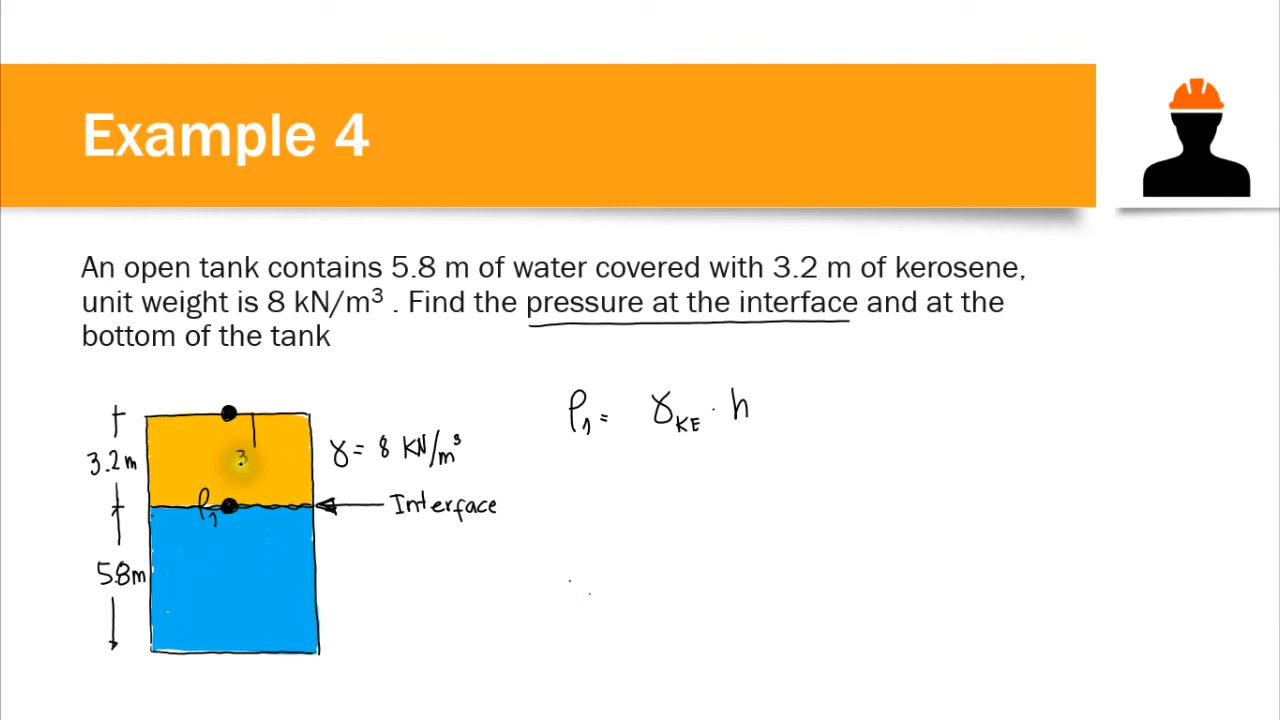 Example 4
An open tank contains 5.8 m of water covered with 3.2 m of kerosene,
unit weight is 8 kN/m³ . Find the pressure at the interface and at the
bottom of the tank
P₁ = γKE · h
3.2m
3
γ = 8 KN/m³
P₁
Interface
5.8m